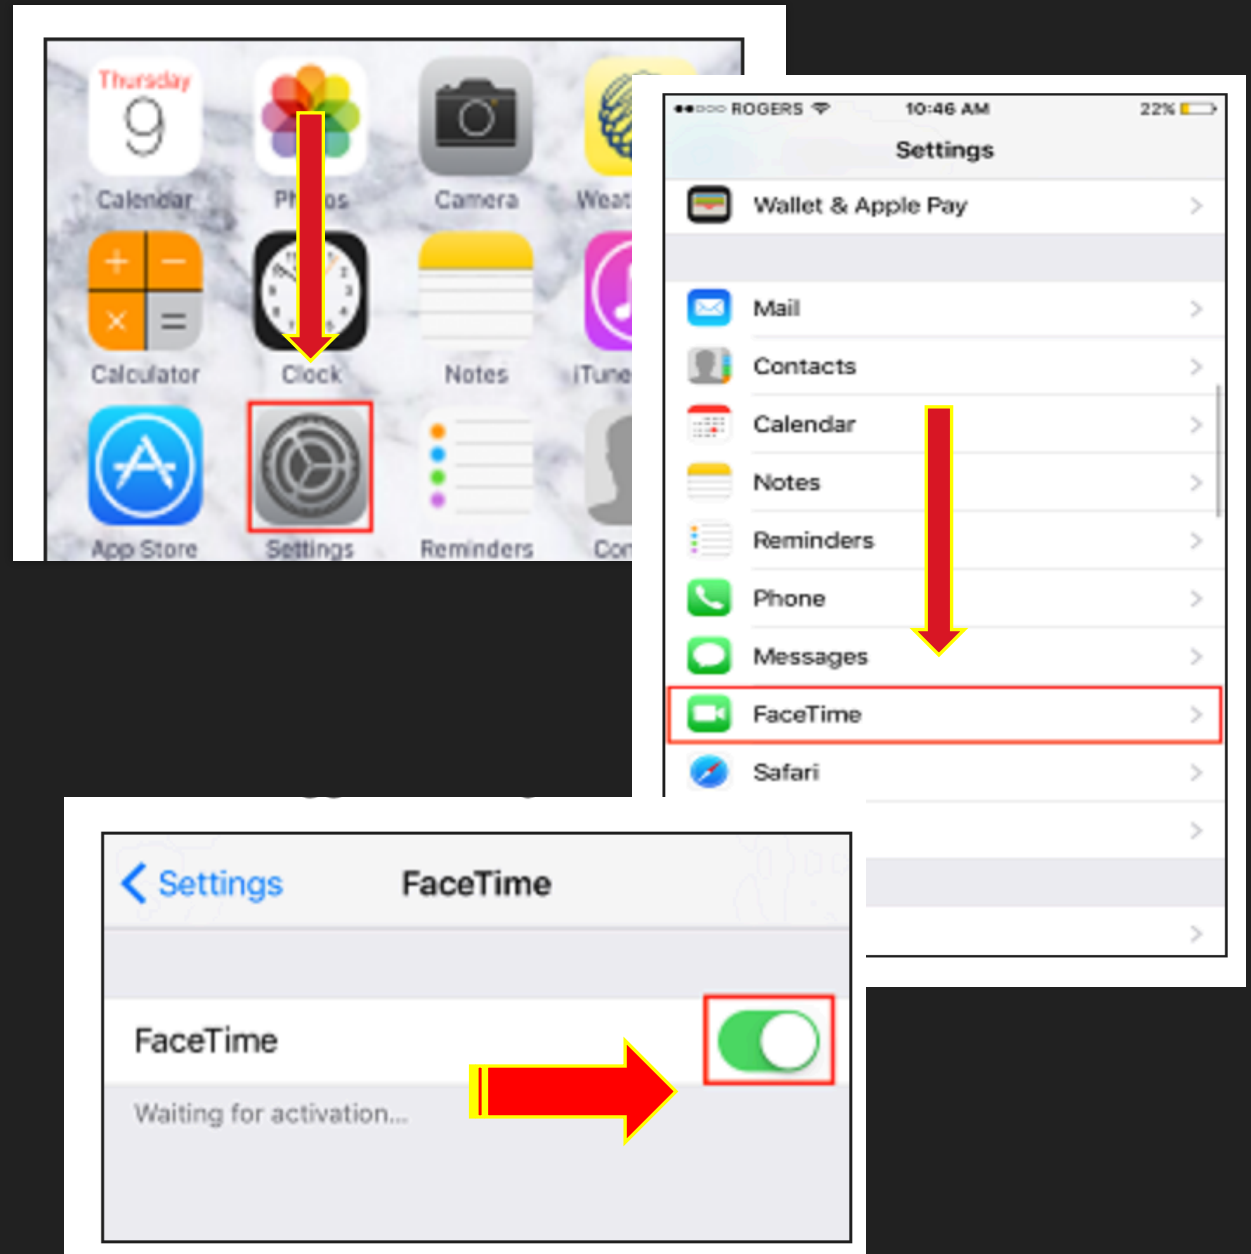 Thursday
9
Calendar
Photos
Camera
Calculator
Clock
Notes
App Store
Settings
Reminders
ROGERS 10:46 AM 22%
Settings
Wallet & Apple Pay
Mail
Contacts
Calendar
Notes
Reminders
Phone
Messages
FaceTime
Safari
Settings FaceTime
FaceTime
Waiting for activation...